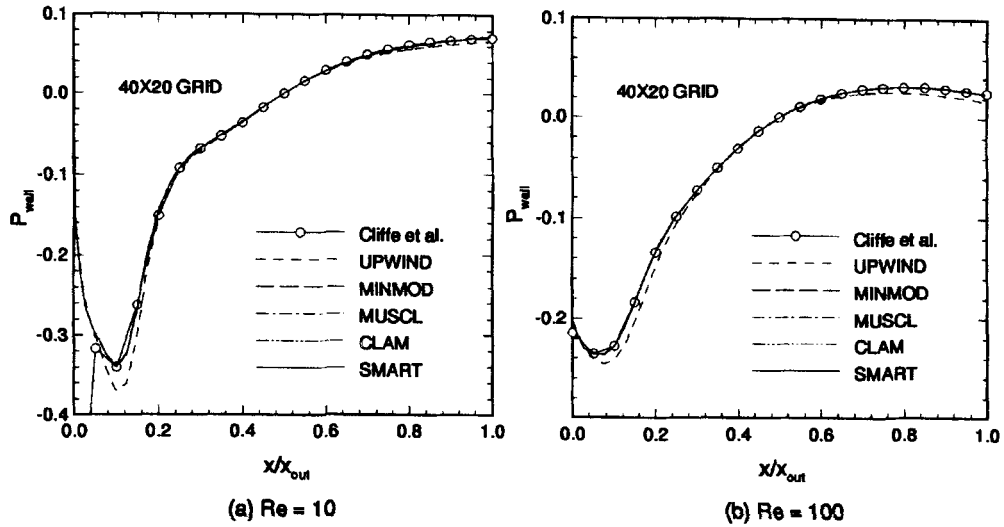 0.1
0.0
-0.1
-0.2
-0.3
-0.4
P_wall
40X20 GRID
Cliffe et al.
UPWIND
MINMOD
MUSCL
CLAM
SMART
0.0 0.2 0.4 0.6 0.8 1.0
x/x_out
(a) Re = 10
0.1
0.0
-0.1
-0.2
P_wall
40X20 GRID
Cliffe et al.
UPWIND
MINMOD
MUSCL
CLAM
SMART
0.0 0.2 0.4 0.6 0.8 1.0
x/x_out
(b) Re = 100